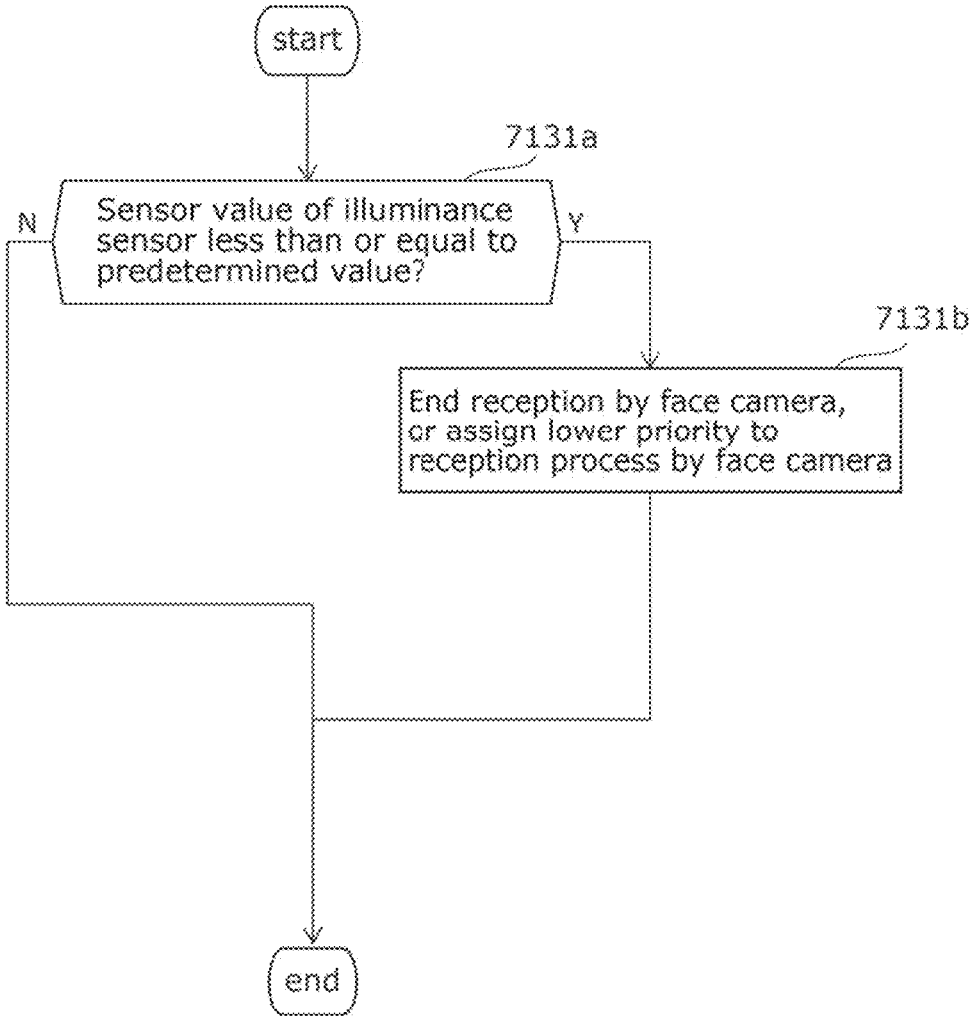 start
7131a
N
Sensor value of illuminance
sensor less than or equal to
predetermined value?
Y
7131b
End reception by face camera,
or assign lower priority to
reception process by face camera
end